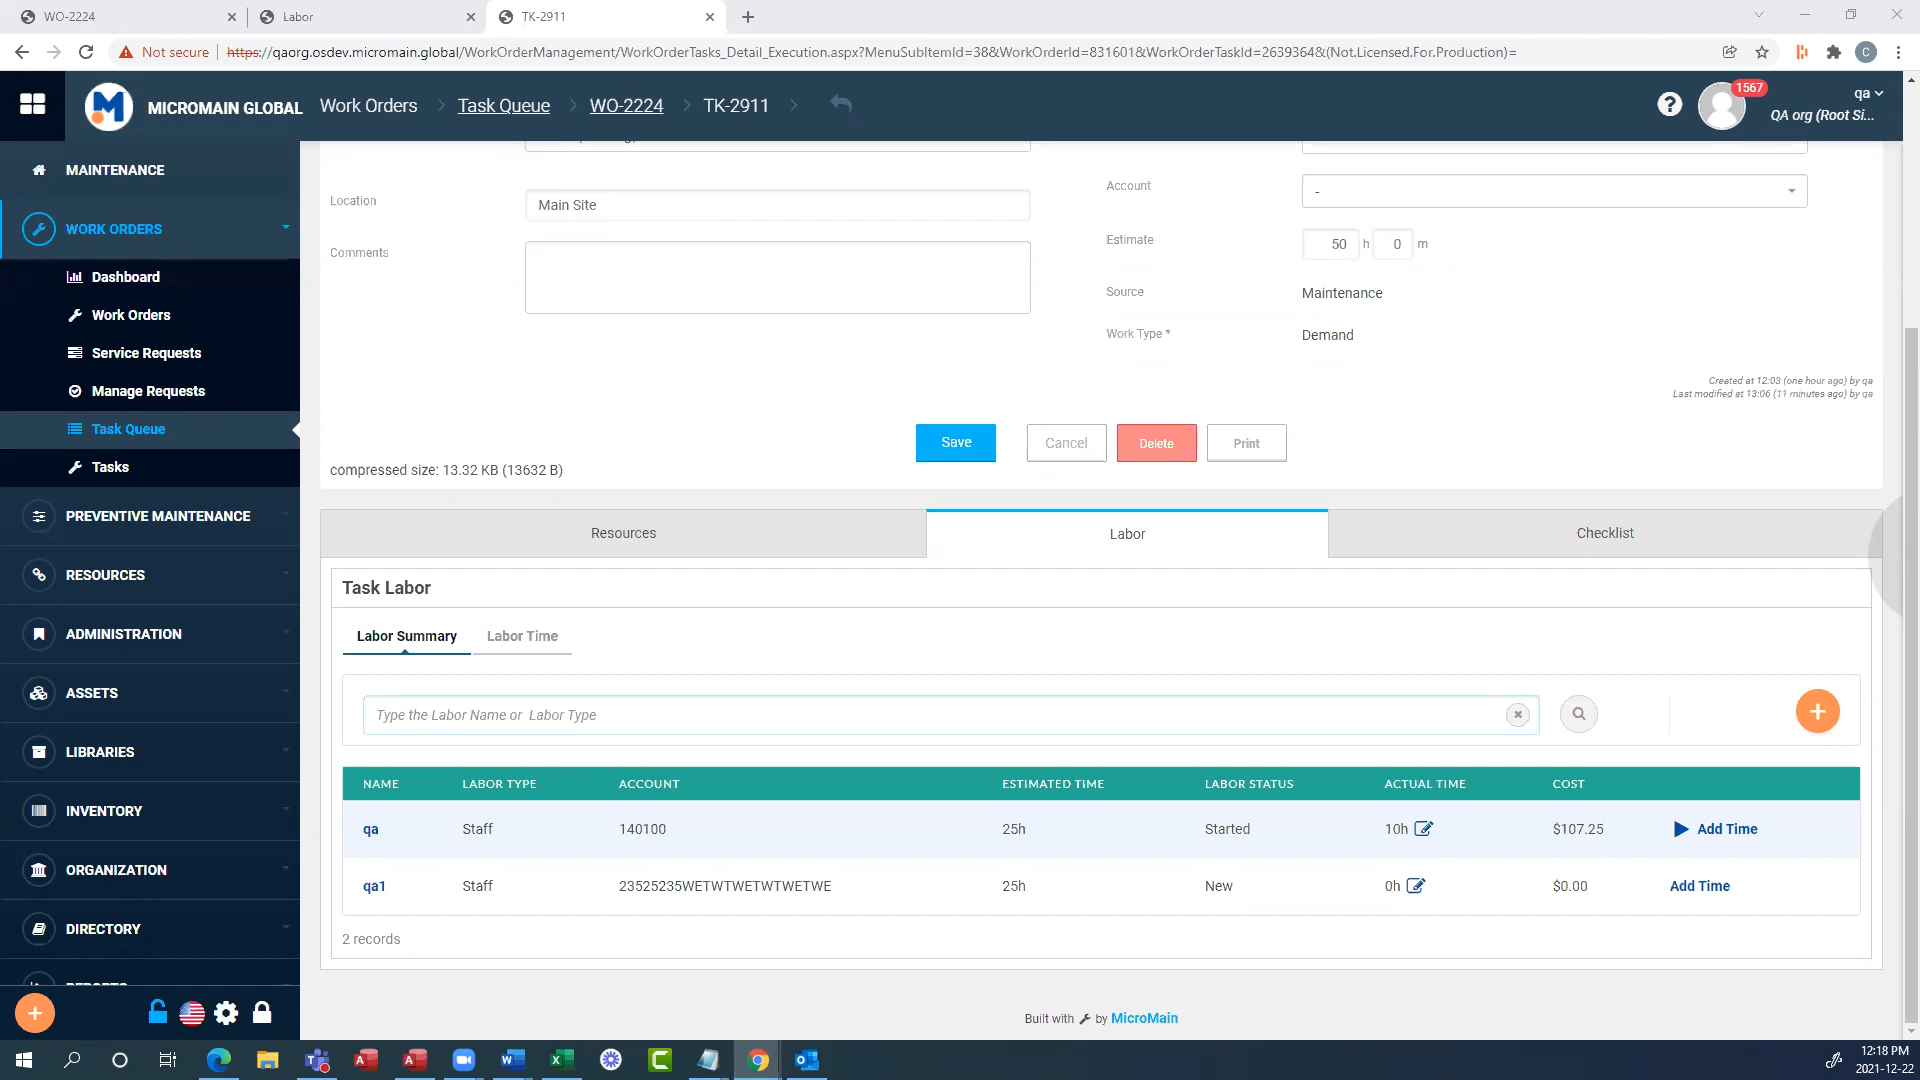 WO-2224
Labor
TK-2911
Not secure
https://qaorg.osdev.micromain.global/WorkOrderManagement/WorkOrderTasks_Detail_Execution.aspx?MenuSubItemId=38&WorkOrderId=831601&WorkOrderTaskId=2639364&(Not.Licensed.For.Production)=
C
M MICROMAIN GLOBAL
Work Orders > Task Queue > WO-2224 > TK-2911 >
?
1567
qa
QA org (Root Si...
MAINTENANCE
WORK ORDERS
Dashboard
Work Orders
Service Requests
Manage Requests
Task Queue
Tasks
PREVENTIVE MAINTENANCE
RESOURCES
ADMINISTRATION
ASSETS
LIBRARIES
INVENTORY
ORGANIZATION
DIRECTORY
Location
Main Site
Comments
Account
-
Estimate
50 h 0 m
Source
Maintenance
Work Type *
Demand
Created at 12:03 (one hour ago) by qa
Last modified at 13:06 (11 minutes ago) by qa
Save
Cancel
Delete
Print
compressed size: 13.32 KB (13632 B)
Resources
Labor
Checklist
Task Labor
Labor Summary
Labor Time
Type the Labor Name or Labor Type
NAME LABOR TYPE ACCOUNT ESTIMATED TIME LABOR STATUS ACTUAL TIME COST
qa Staff 140100 25h Started 10h $107.25 Add Time
qa1 Staff 23525235WETWTWETWTWETWE 25h New 0h $0.00 Add Time
2 records
Built with by MicroMain
12:18 PM
2021-12-22